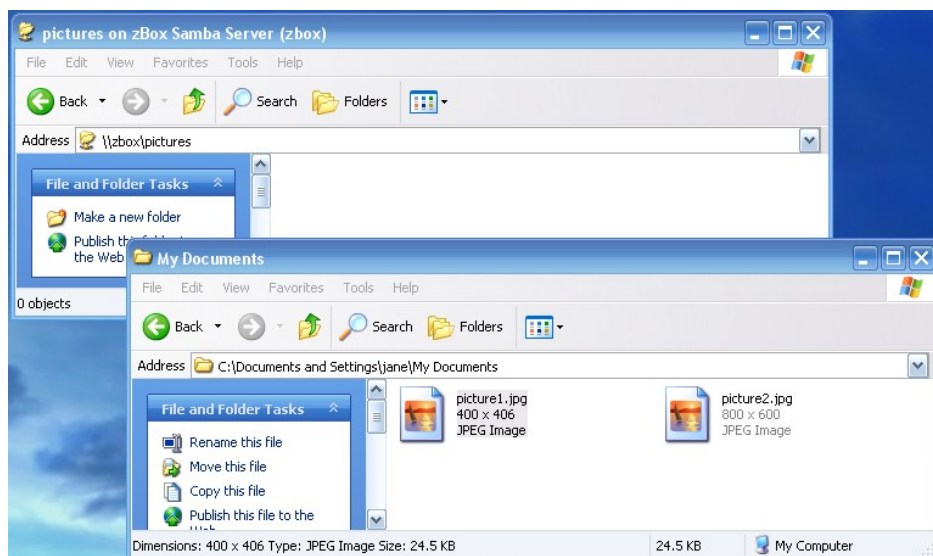 pictures on zBox Samba Server (zbox)
File Edit View Favorites Tools Help
Back Search Folders
Address \\zbox\pictures
File and Folder Tasks
Make a new folder
Publish
the Web
0 objects
My Documents
File Edit View Favorites Tools Help
Back Search Folders
Address C:\Documents and Settings\jane\My Documents
File and Folder Tasks
Rename this file
Move this file
Copy this file
Publish this file to the
picture1.jpg
400 x 406
JPEG Image
picture2.jpg
800 x 600
JPEG Image
Dimensions: 400 x 406 Type: JPEG Image Size: 24.5 KB 24.5 KB My Computer